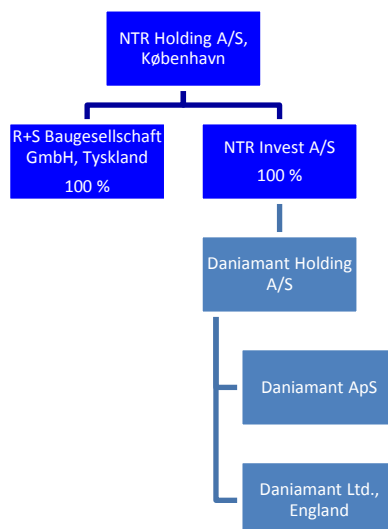 NTR Holding A/S,
København
R+S Baugesellschaft
GmbH, Tyskland
100 %
NTR Invest A/S
100 %
Daniamant Holding
A/S
Daniamant ApS
Daniamant Ltd.,
England